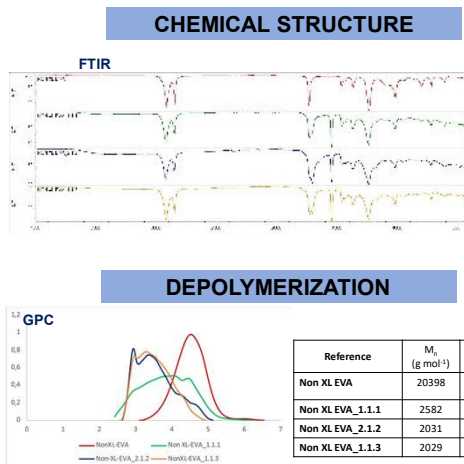 CHEMICAL STRUCTURE
FTIR
DEPOLYMERIZATION
GPC
1,2
1
0,8
0,6
0,4
0,2
0
0 1 2 3 4 5 6 7
NonXL-EVA Non XL-EVA_1.1.1
Non-XL-EVA_2.1.2 NonXL-EVA_1.1.3
Reference Mn
(g mol-1)
Non XL EVA 20398
Non XL EVA_1.1.1 2582
Non XL EVA_2.1.2 2031
Non XL EVA_1.1.3 2029